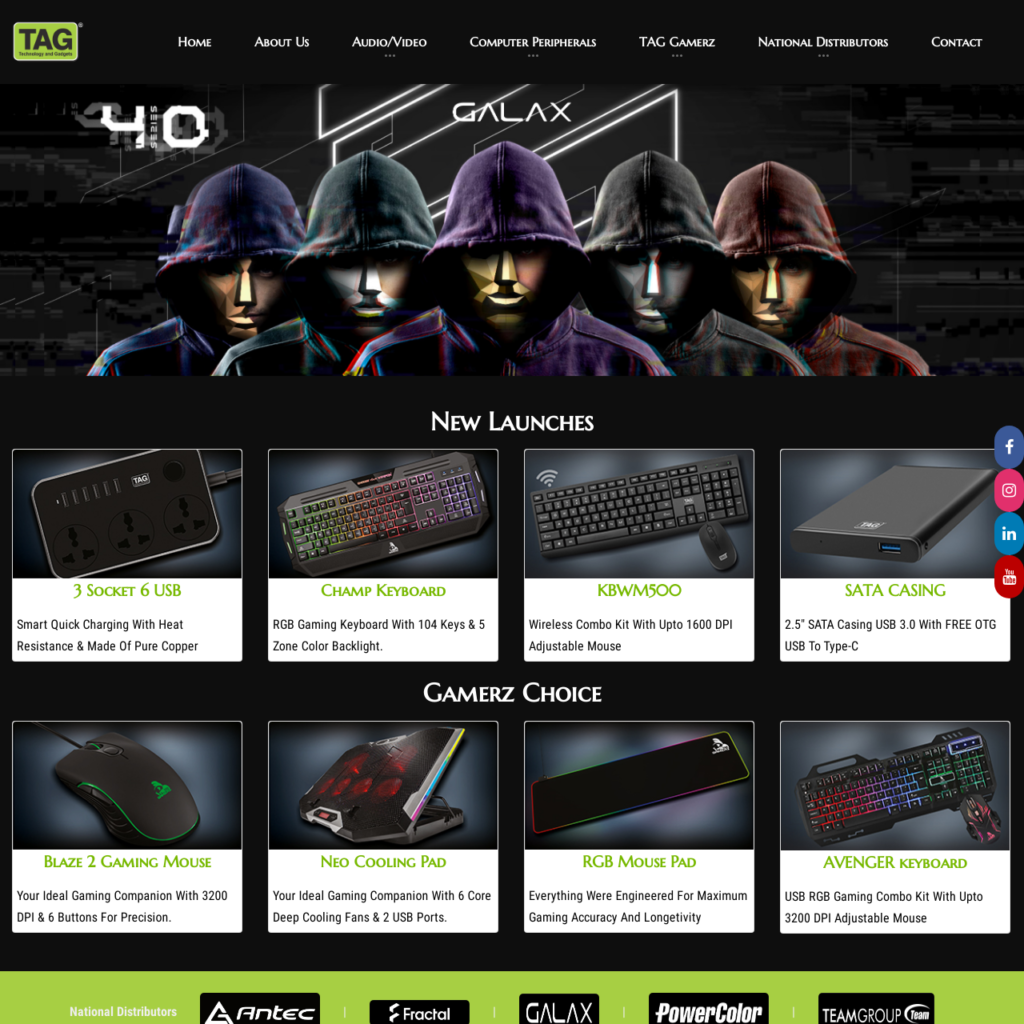 TAG®
Technology and Gadgets
Home
About Us
Audio/Video
Computer Peripherals
TAG Gamerz
National Distributors
Contact
4.0 SERIES
GALAX
New Launches
TAG
TAG
3 Socket 6 USB
Smart Quick Charging With Heat
Resistance & Made Of Pure Copper
Champ Keyboard
RGB Gaming Keyboard With 104 Keys & 5
Zone Color Backlight.
KBWM500
Wireless Combo Kit With Upto 1600 DPI
Adjustable Mouse
SATA CASING
2.5" SATA Casing USB 3.0 With FREE OTG
USB To Type-C
You
Tube
Gamerz Choice
Blaze 2 Gaming Mouse
Your Ideal Gaming Companion With 3200
DPI & 6 Buttons For Precision.
Neo Cooling Pad
Your Ideal Gaming Companion With 6 Core
Deep Cooling Fans & 2 USB Ports.
RGB Mouse Pad
Everything Were Engineered For Maximum
Gaming Accuracy And Longetivity
AVENGER keyboard
USB RGB Gaming Combo Kit With Upto
3200 DPI Adjustable Mouse
National Distributors
Antec
Fractal
GALAX
PowerColor
TEAMGROUP Team